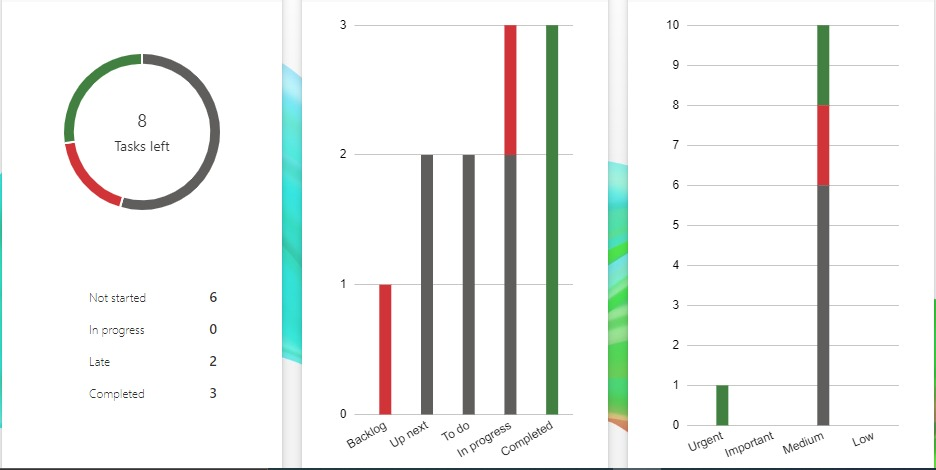 8
Tasks left
Not started 6
In progress 0
Late 2
Completed 3
3
2
1
0
Backlog Up next To do In progress Completed
10
9
8
7
6
5
4
3
2
1
0
Urgent Important Medium Low